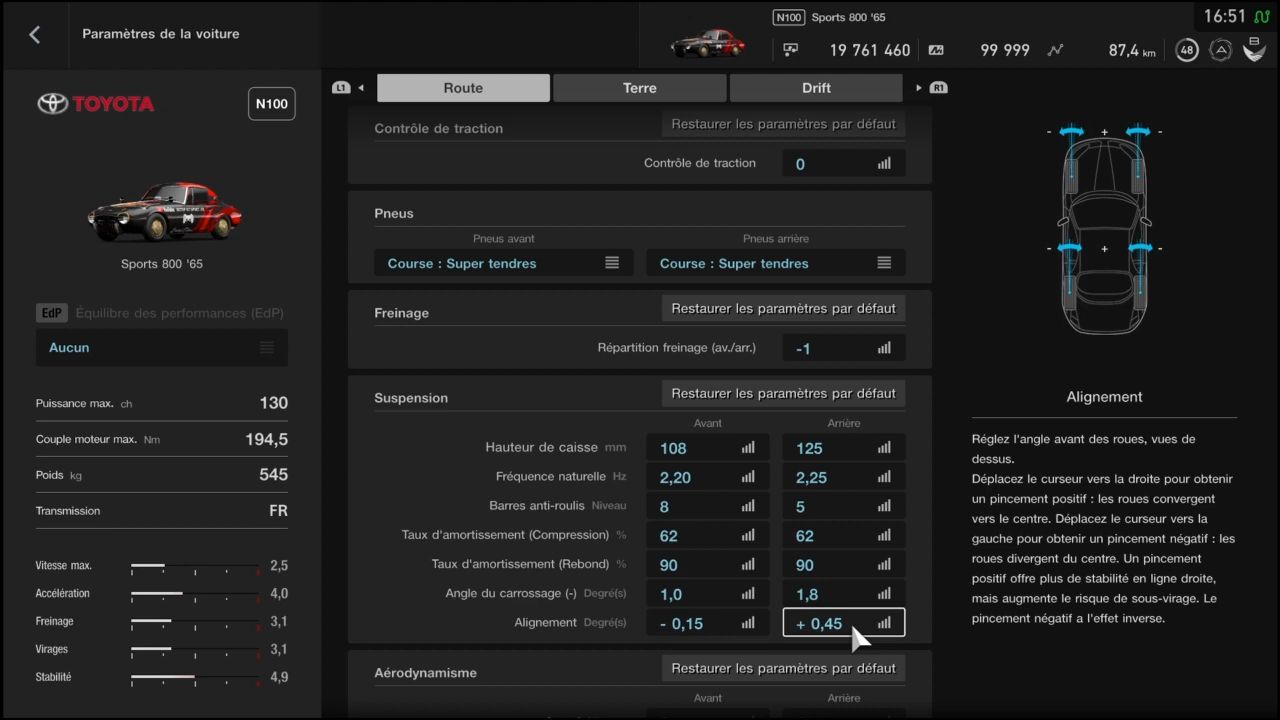 Paramètres de la voiture
N100 Sports 800 '65
16:51
19 761 460
99 999
87,4 km
48
B
TOYOTA
N100
Sports 800 '65
EdP Équilibre des performances (EdP)
Aucun
Puissance max. ch 130
Couple moteur max. Nm 194,5
Poids kg 545
Transmission FR
Vitesse max. 2,5
Accélération 4,0
Freinage 3,1
Virages 3,1
Stabilité 4,9
L1 Route Terre Drift R1
Contrôle de traction Restaurer les paramètres par défaut
Contrôle de traction 0
Pneus
Pneus avant Pneus arrière
Course : Super tendres Course : Super tendres
Freinage Restaurer les paramètres par défaut
Répartition freinage (av./arr.) -1
Suspension Restaurer les paramètres par défaut
Avant Arrière
Hauteur de caisse mm 108 125
Fréquence naturelle Hz 2,20 2,25
Barres anti-roulis Niveau 8 5
Taux d'amortissement (Compression) % 62 62
Taux d'amortissement (Rebond) % 90 90
Angle du carrossage (-) Degré(s) 1,0 1,8
Alignement Degré(s) - 0,15 + 0,45
Aérodynamisme Restaurer les paramètres par défaut
Avant Arrière
- + -
- + -
Alignement
Réglez l'angle avant des roues, vues de
dessus.
Déplacez le curseur vers la droite pour obtenir
un pincement positif : les roues convergent
vers le centre. Déplacez le curseur vers la
gauche pour obtenir un pincement négatif : les
roues divergent du centre. Un pincement
positif offre plus de stabilité en ligne droite,
mais augmente le risque de sous-virage. Le
pincement négatif a l'effet inverse.